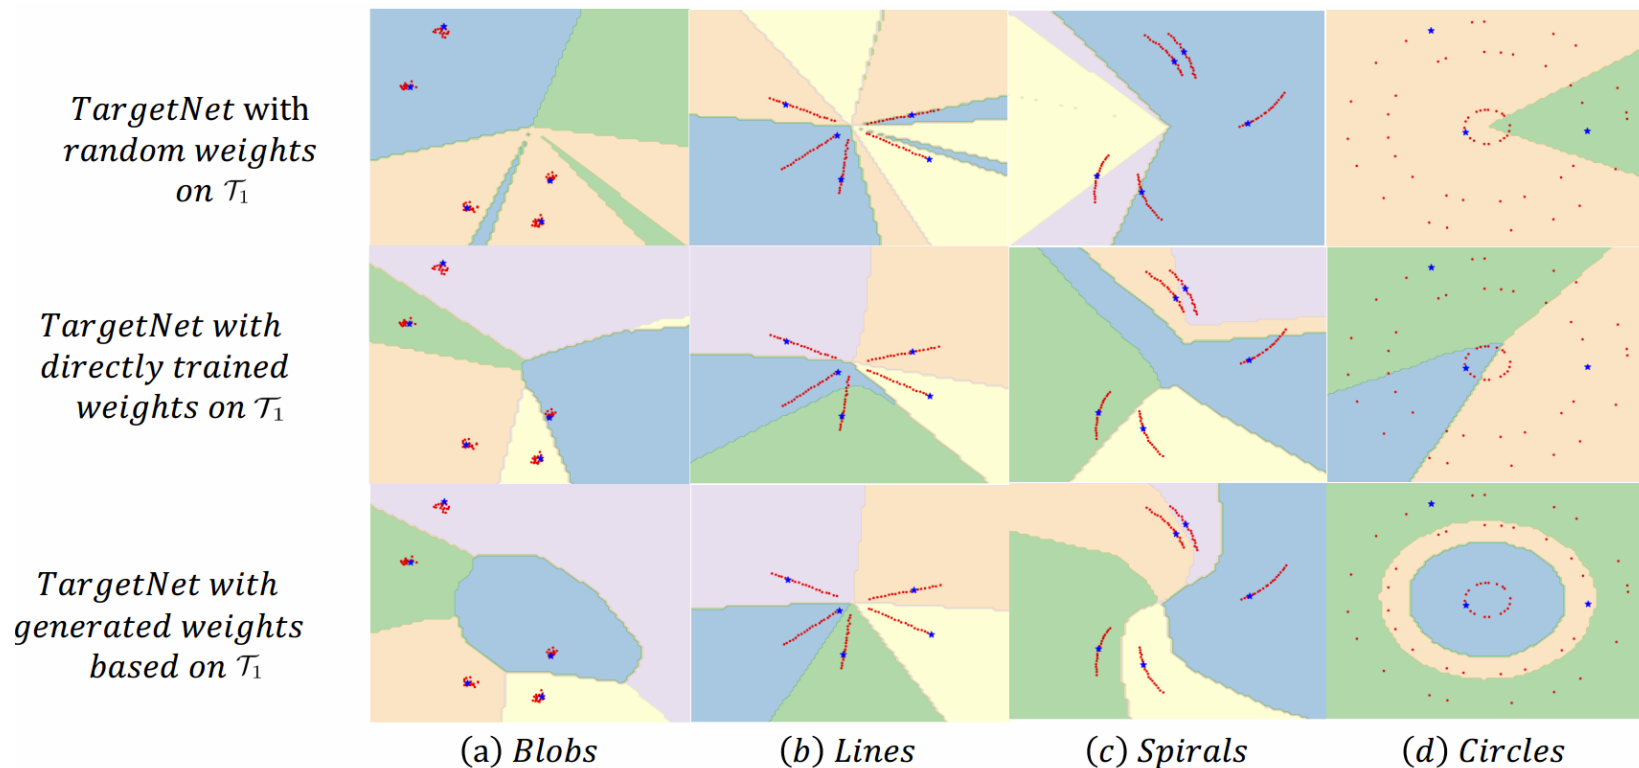 TargetNet with
random weights
on 𝒯₁
TargetNet with
directly trained
weights on 𝒯₁
TargetNet with
generated weights
based on 𝒯₁
(a) Blobs
(b) Lines
(c) Spirals
(d) Circles